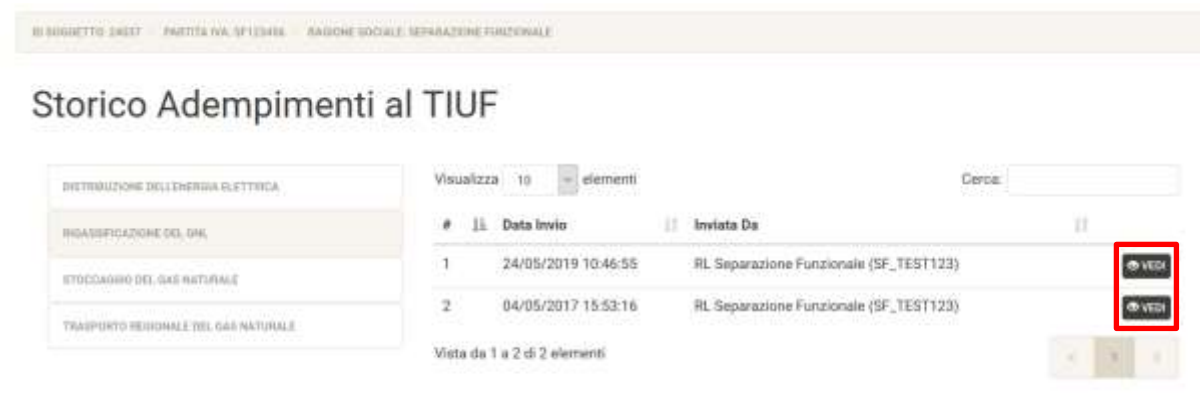 ID SOGGETTO: 24037 PARTITA IVA: SF123456 RAGIONE SOCIALE: SEPARAZIONE FUNZIONALE
Storico Adempimenti al TIUF
DISTRIBUZIONE DELL'ENERGIA ELETTRICA
RIGASSIFICAZIONE DEL GNL
STOCCAGGIO DEL GAS NATURALE
TRASPORTO REGIONALE DEL GAS NATURALE
Visualizza 10 elementi
Cerca:
# Data Invio Inviata Da
1 24/05/2019 10:46:55 RL Separazione Funzionale (SF_TEST123) VEDI
2 04/05/2017 15:53:16 RL Separazione Funzionale (SF_TEST123) VEDI
Vista da 1 a 2 di 2 elementi
1